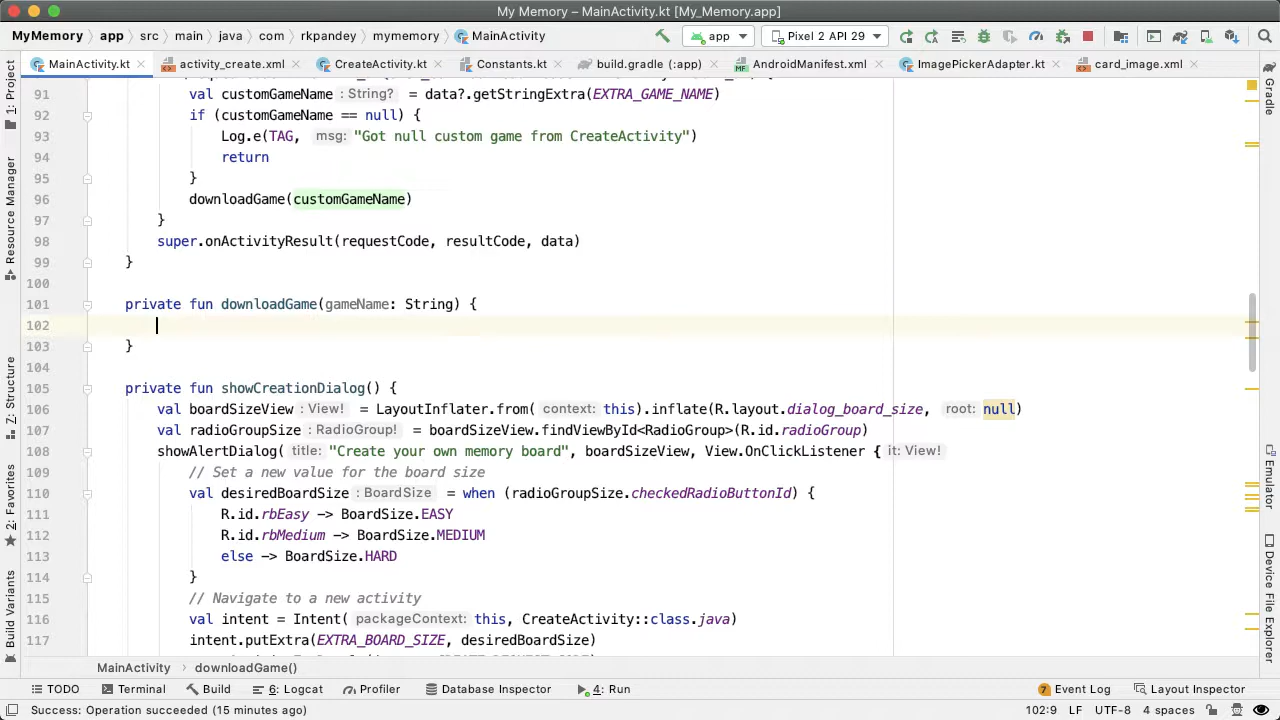 My Memory – MainActivity.kt [My_Memory.app]
MyMemory app src main java com rkpandey mymemory MainActivity app Pixel 2 API 29
MainActivity.kt activity_create.xml CreateActivity.kt Constants.kt build.gradle (:app) AndroidManifest.xml ImagePickerAdapter.kt card_image.xml
91 val customGameName : String? = data?.getStringExtra(EXTRA_GAME_NAME)
92 if (customGameName == null) {
93 Log.e(TAG, msg: "Got null custom game from CreateActivity")
94 return
95 }
96 downloadGame(customGameName)
97 }
98 super.onActivityResult(requestCode, resultCode, data)
99 }
100
101 private fun downloadGame(gameName: String) {
102
103 }
104
105 private fun showCreationDialog() {
106 val boardSizeView : View! = LayoutInflater.from( context: this).inflate(R.layout.dialog_board_size, root: null)
107 val radioGroupSize : RadioGroup! = boardSizeView.findViewById<RadioGroup>(R.id.radioGroup)
108 showAlertDialog( title: "Create your own memory board", boardSizeView, View.OnClickListener { it: View!
109 // Set a new value for the board size
110 val desiredBoardSize : BoardSize = when (radioGroupSize.checkedRadioButtonId) {
111 R.id.rbEasy -> BoardSize.EASY
112 R.id.rbMedium -> BoardSize.MEDIUM
113 else -> BoardSize.HARD
114 }
115 // Navigate to a new activity
116 val intent = Intent( packageContext: this, CreateActivity::class.java)
117 intent.putExtra(EXTRA_BOARD_SIZE, desiredBoardSize)
1: Project
Resource Manager
Z: Structure
2: Favorites
Build Variants
Gradle
Emulator
Device File Explorer
MainActivity › downloadGame()
TODO Terminal Build 6: Logcat Profiler Database Inspector 4: Run 7 Event Log Layout Inspector
Success: Operation succeeded (15 minutes ago) 102:9 LF UTF-8 4 spaces